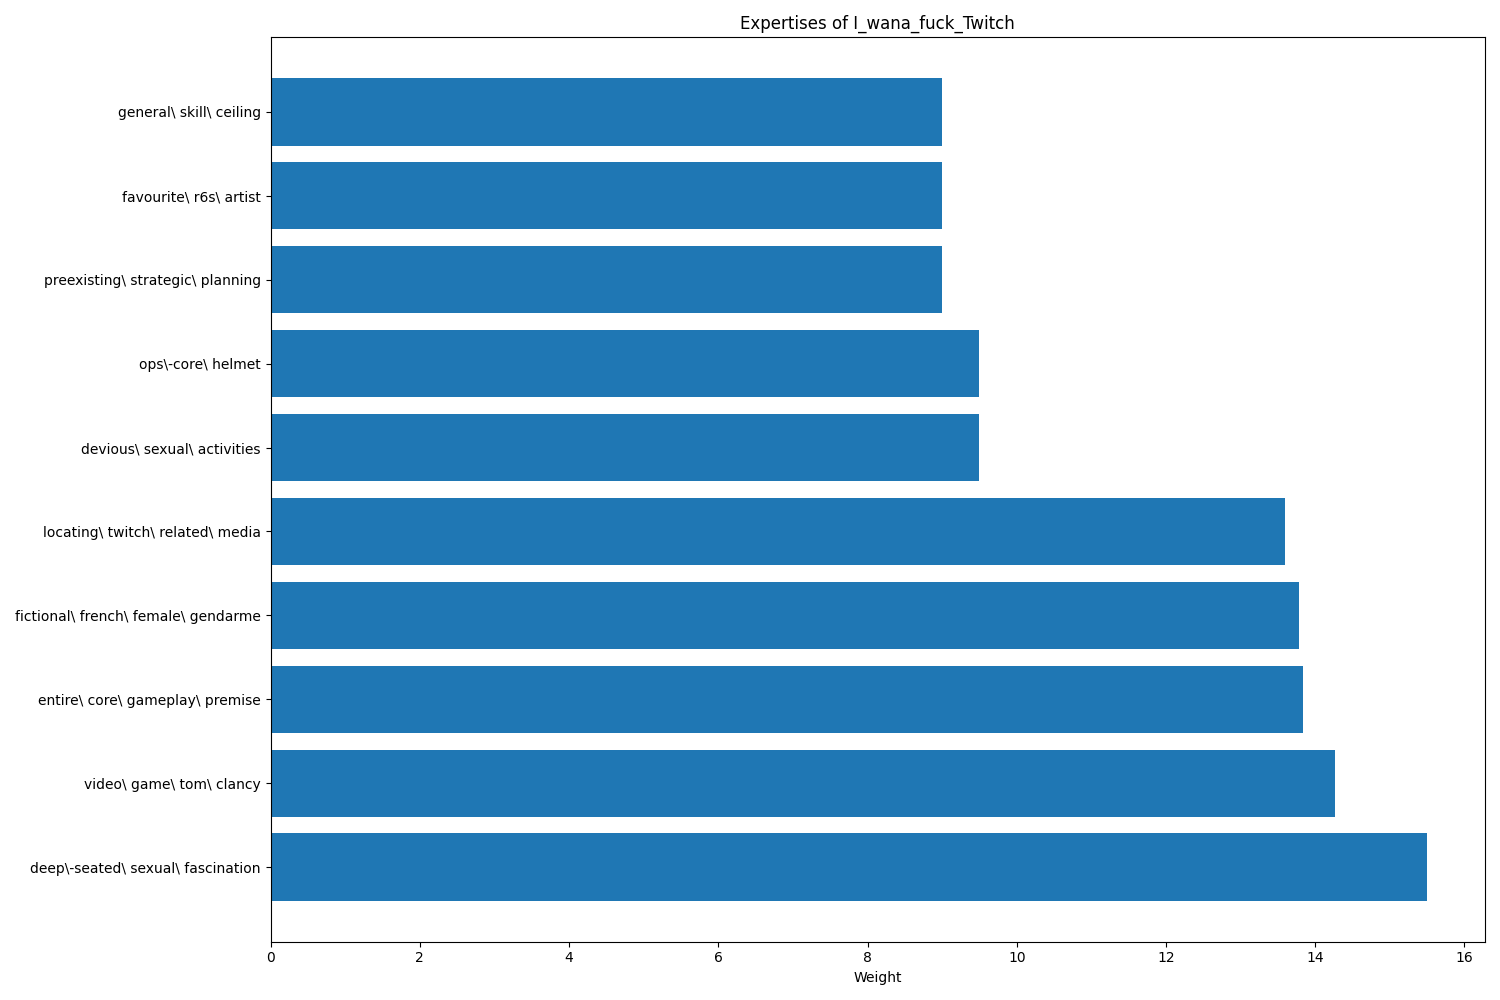 Expertises of I_wana_fuck_Twitch
general\ skill\ ceiling
favourite\ r6s\ artist
preexisting\ strategic\ planning
ops\-core\ helmet
devious\ sexual\ activities
locating\ twitch\ related\ media
fictional\ french\ female\ gendarme
entire\ core\ gameplay\ premise
video\ game\ tom\ clancy
deep\-seated\ sexual\ fascination
0 2 4 6 8 10 12 14 16
Weight